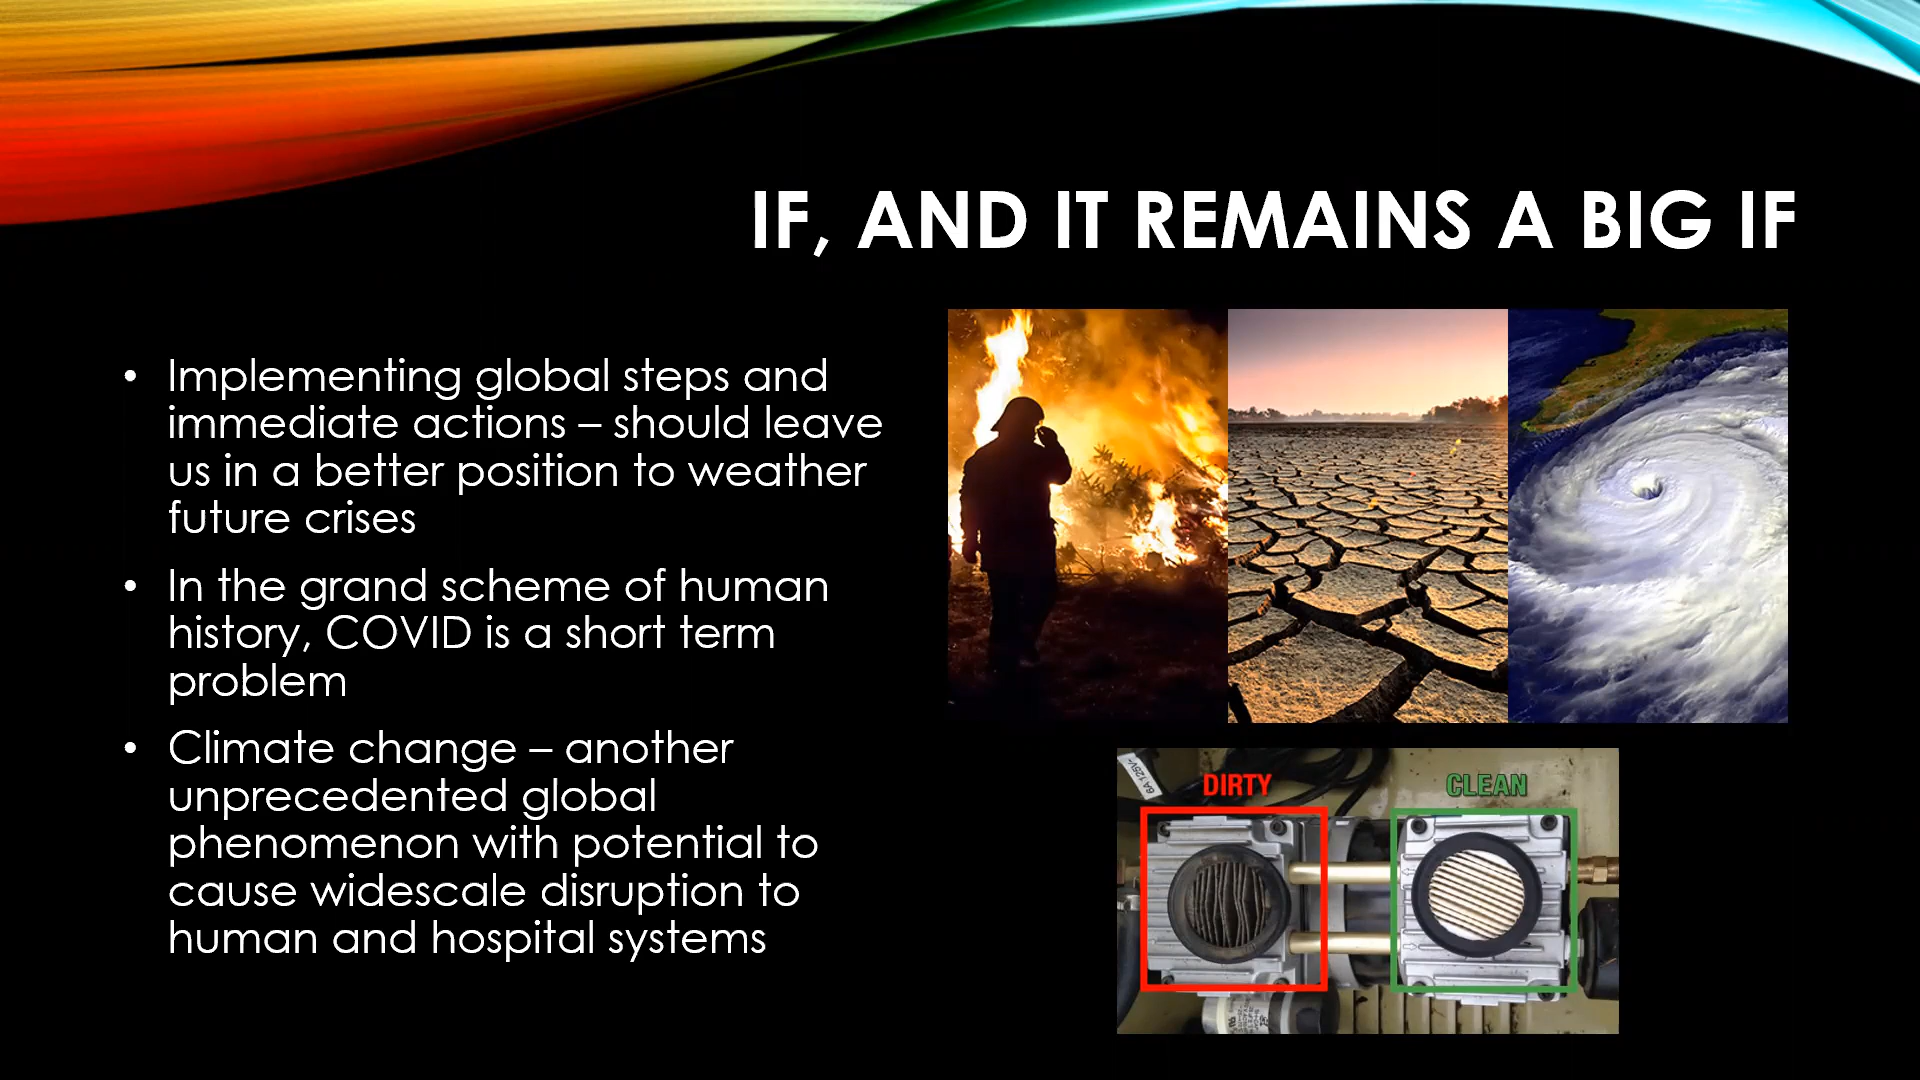 IF, AND IT REMAINS A BIG IF
• Implementing global steps and
immediate actions – should leave
us in a better position to weather
future crises
• In the grand scheme of human
history, COVID is a short term
problem
• Climate change – another
unprecedented global
phenomenon with potential to
cause widescale disruption to
human and hospital systems
6A125V~
DIRTY
CLEAN